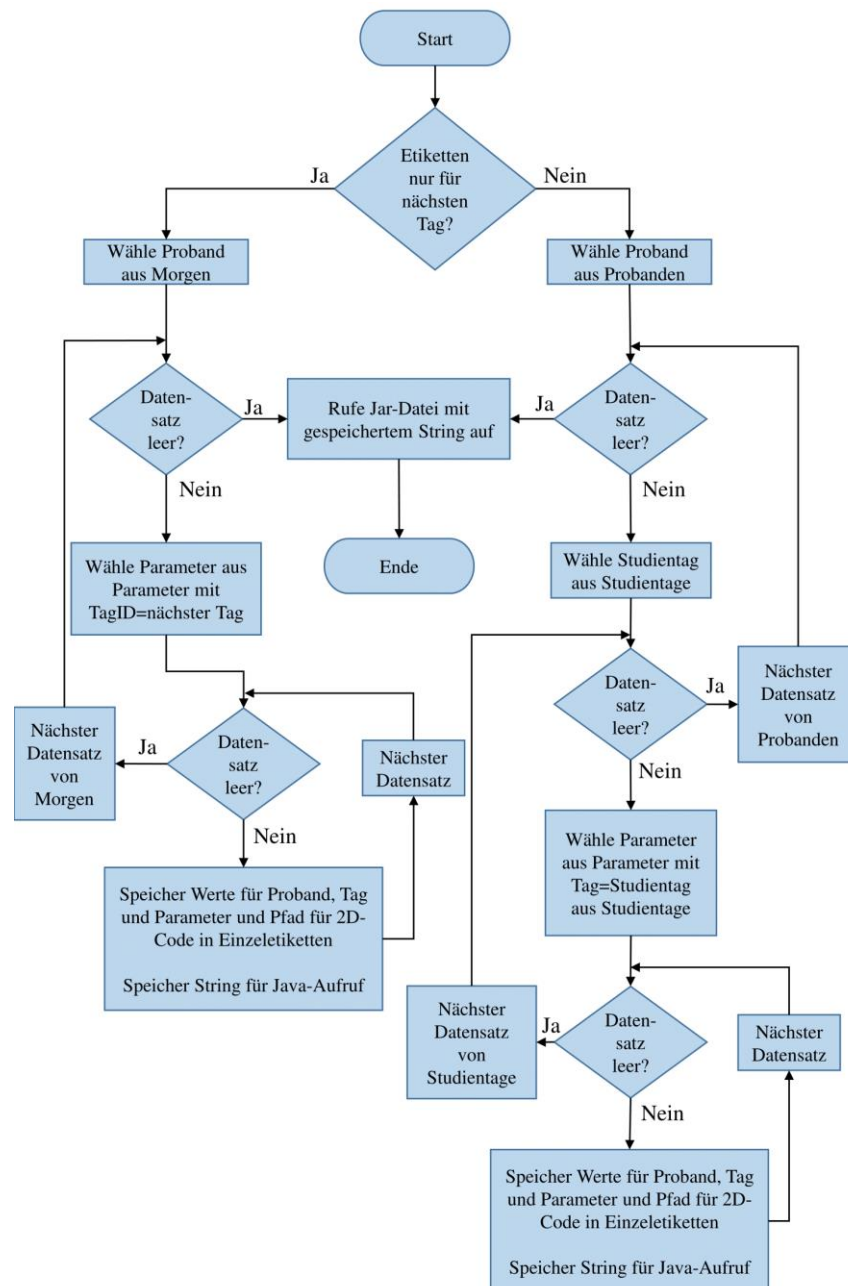 Start
Etiketten
nur für
nächsten
Tag?
Ja
Nein
Wähle Proband
aus Morgen
Wähle Proband
aus Probanden
Daten-
satz
leer?
Ja
Rufe Jar-Datei mit
gespeichertem String auf
Ja
Daten-
satz
leer?
Nein
Nein
Wähle Parameter aus
Parameter mit
TagID=nächster Tag
Ende
Wähle Studientag
aus Studientage
Nächster
Datensatz
von
Morgen
Ja
Daten-
satz
leer?
Nächster
Datensatz
Daten-
satz
leer?
Ja
Nächster
Datensatz
von
Probanden
Nein
Nein
Speicher Werte für Proband, Tag
und Parameter und Pfad für 2D-
Code in Einzeletiketten
Speicher String für Java-Aufruf
Wähle Parameter
aus Parameter mit
Tag=Studientag
aus Studientage
Nächster
Datensatz
von
Studientage
Ja
Daten-
satz
leer?
Nächster
Datensatz
Nein
Speicher Werte für Proband, Tag
und Parameter und Pfad für 2D-
Code in Einzeletiketten
Speicher String für Java-Aufruf